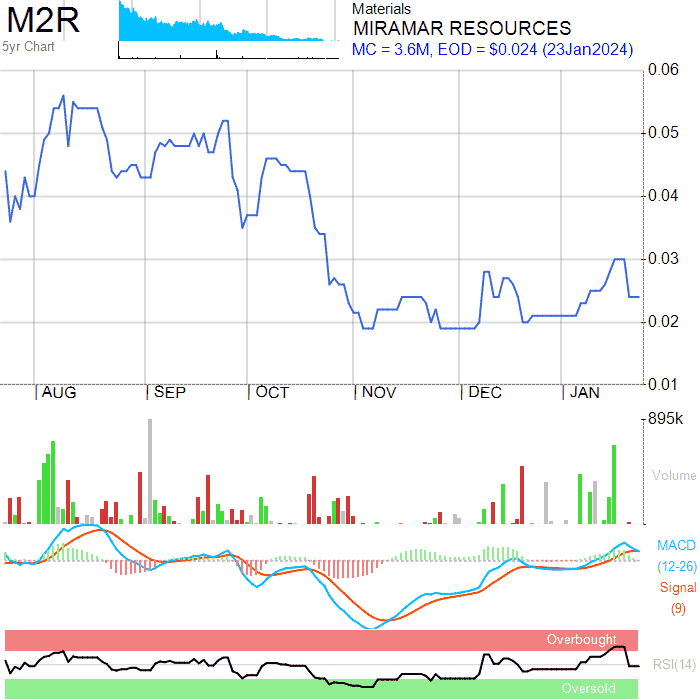 M2R
5yr Chart
Materials
MIRAMAR RESOURCES
MC = 3.6M, EOD = $0.024 (23Jan2024)
0.06
0.05
0.04
0.03
0.02
0.01
AUG SEP OCT NOV DEC JAN
895k
Volume
MACD
(12-26)
Signal
(9)
Overbought
RSI(14)
Oversold